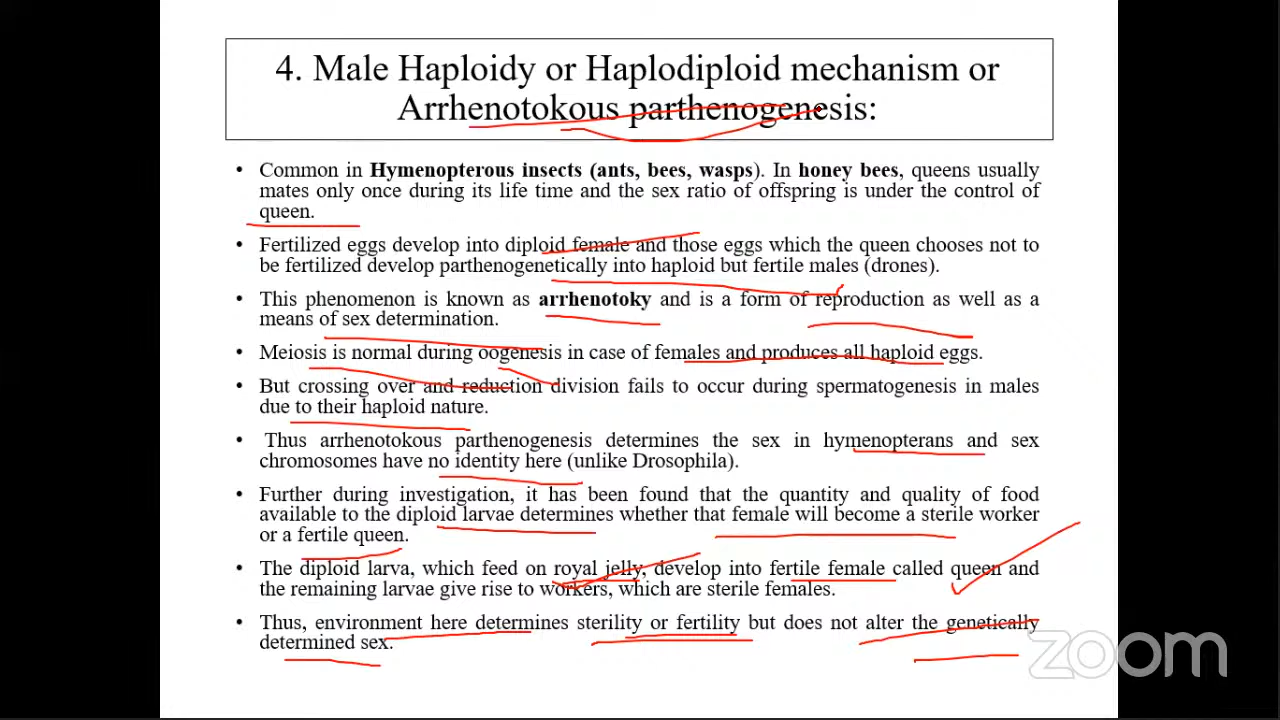 4. Male Haploidy or Haplodiploid mechanism or
Arrhenotokous parthenogenesis:
• Common in Hymenopterous insects (ants, bees, wasps). In honey bees, queens usually
mates only once during its life time and the sex ratio of offspring is under the control of
queen.
• Fertilized eggs develop into diploid female and those eggs which the queen chooses not to
be fertilized develop parthenogenetically into haploid but fertile males (drones).
• This phenomenon is known as arrhenotoky and is a form of reproduction as well as a
means of sex determination.
• Meiosis is normal during oogenesis in case of females and produces all haploid eggs.
• But crossing over and reduction division fails to occur during spermatogenesis in males
due to their haploid nature.
• Thus arrhenotokous parthenogenesis determines the sex in hymenopterans and sex
chromosomes have no identity here (unlike Drosophila).
• Further during investigation, it has been found that the quantity and quality of food
available to the diploid larvae determines whether that female will become a sterile worker
or a fertile queen.
• The diploid larva, which feed on royal jelly, develop into fertile female called queen and
the remaining larvae give rise to workers, which are sterile females.
• Thus, environment here determines sterility or fertility but does not alter the genetically
determined sex.
zoom